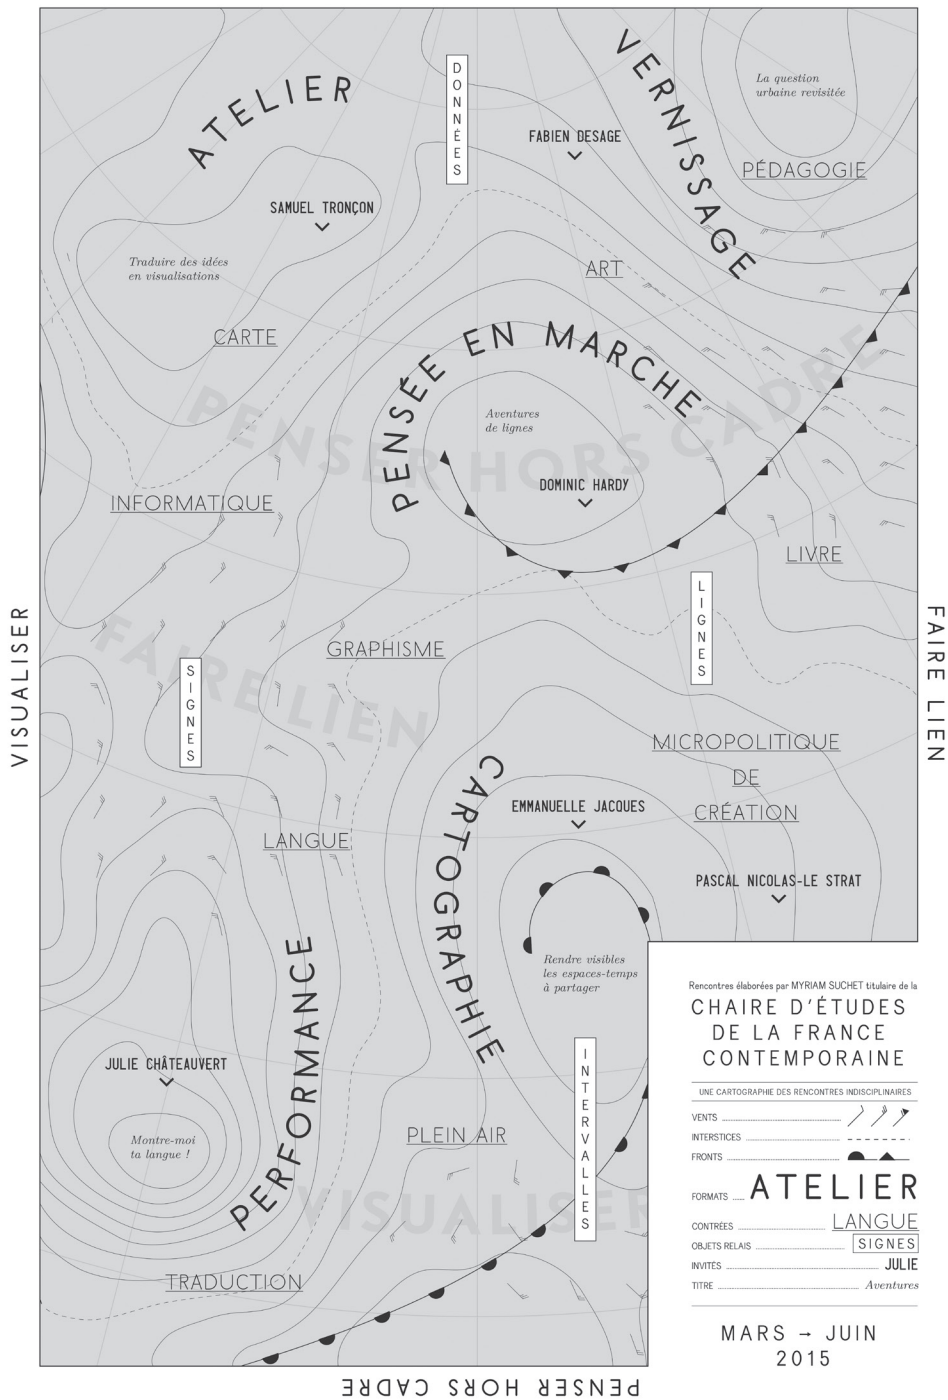 ATELIER
DONNÉES
VERNISSAGE
La question
urbaine revisitée
FABIEN DESAGE
PÉDAGOGIE
SAMUEL TRONÇON
Traduire des idées
en visualisations
ART
CARTE
PENSÉE EN MARCHE
PENSER HORS CADRE
Aventures
de lignes
DOMINIC HARDY
INFORMATIQUE
LIVRE
LIGNES
VISUALISER
FAIRE LIEN
FAIRE LIEN
GRAPHISME
SIGNES
MICROPOLITIQUE
DE
CRÉATION
CARTOGRAPHIE
EMMANUELLE JACQUES
LANGUE
PASCAL NICOLAS-LE STRAT
Rendre visibles
les espaces-temps
à partager
PERFORMANCE
JULIE CHÂTEAUVERT
Montre-moi
ta langue !
INTERVALLES
PLEIN AIR
VISUALISER
TRADUCTION
PENSER HORS CADRE
Rencontres élaborées par MYRIAM SUCHET titulaire de la
CHAIRE D'ÉTUDES
DE LA FRANCE
CONTEMPORAINE
UNE CARTOGRAPHIE DES RENCONTRES INDISCIPLINAIRES
VENTS
INTERSTICES
FRONTS
FORMATS ATELIER
CONTRÉES LANGUE
OBJETS RELAIS SIGNES
INVITÉS JULIE
TITRE Aventures
MARS → JUIN
2015